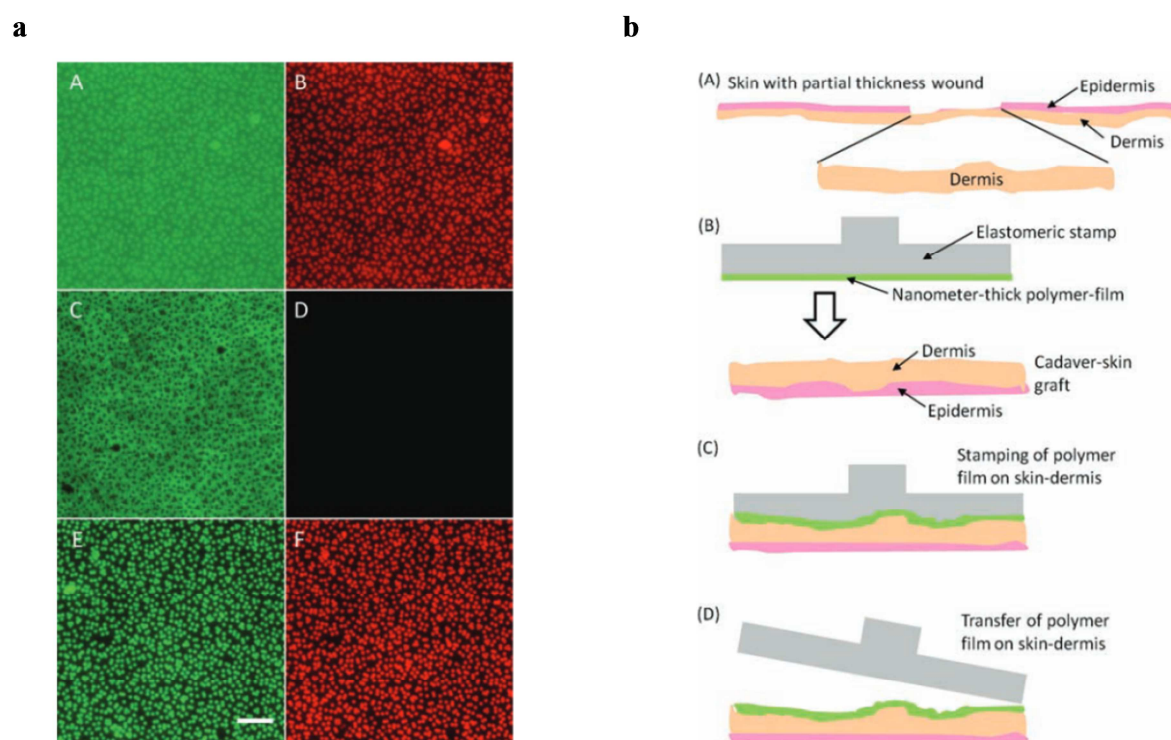 a
A
B
C
D
E
F
b
(A) Skin with partial thickness wound
Epidermis
Dermis
Dermis
(B)
Elastomeric stamp
Nanometer-thick polymer-film
Dermis
Cadaver-skin
graft
Epidermis
(C)
Stamping of polymer
film on skin-dermis
(D)
Transfer of polymer
film on skin-dermis